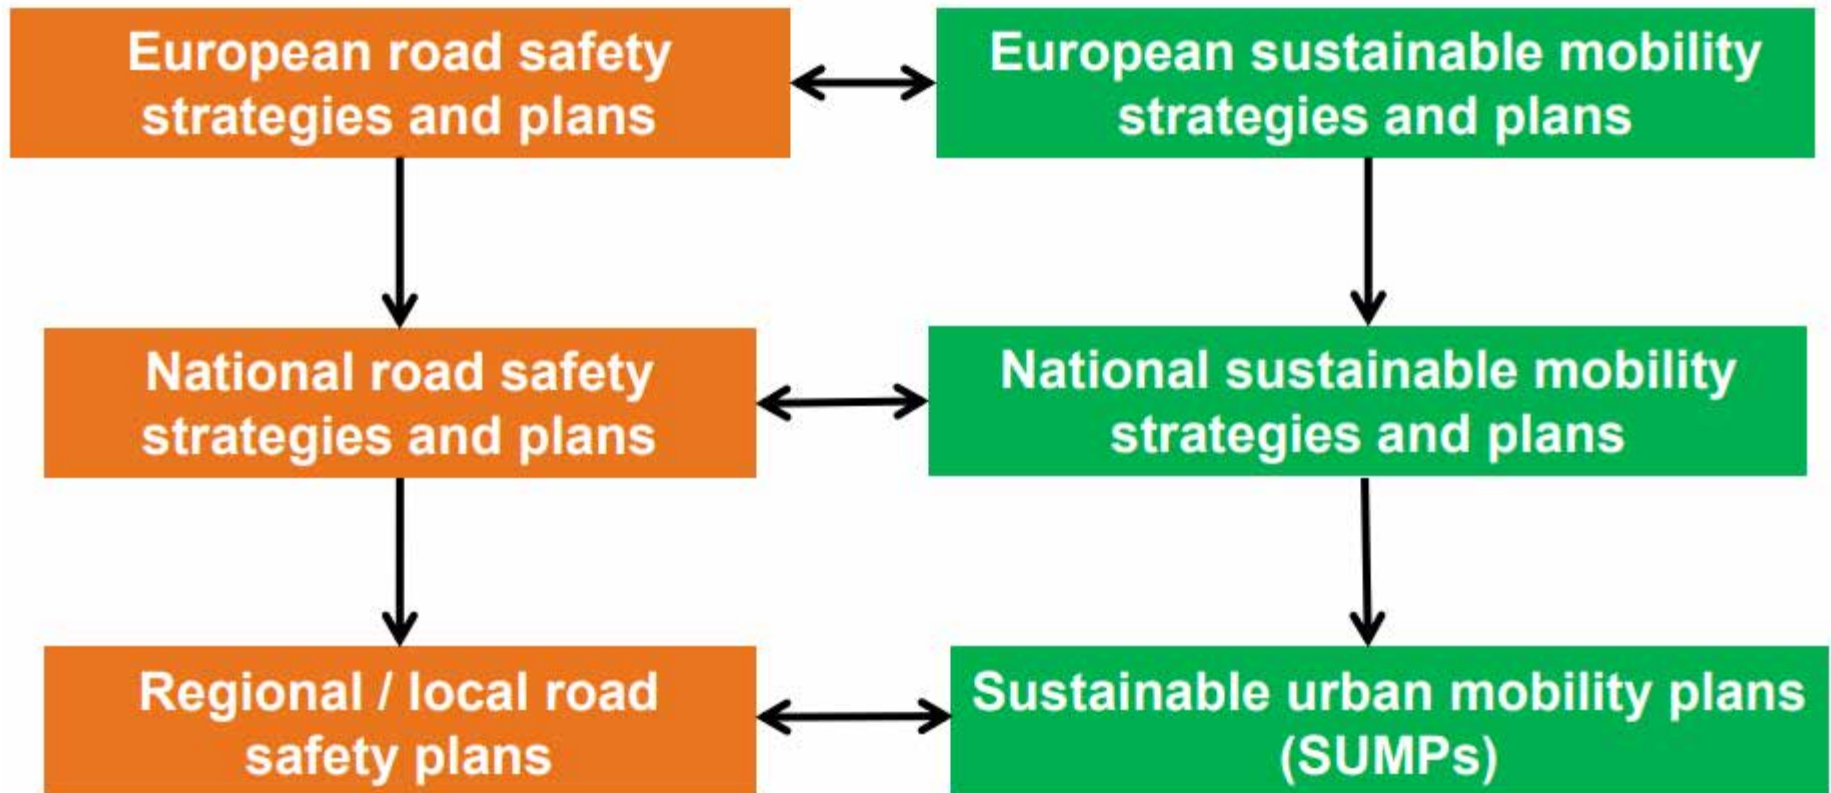 European road safety
strategies and plans
European sustainable mobility
strategies and plans
National road safety
strategies and plans
National sustainable mobility
strategies and plans
Regional / local road
safety plans
Sustainable urban mobility plans
(SUMPs)